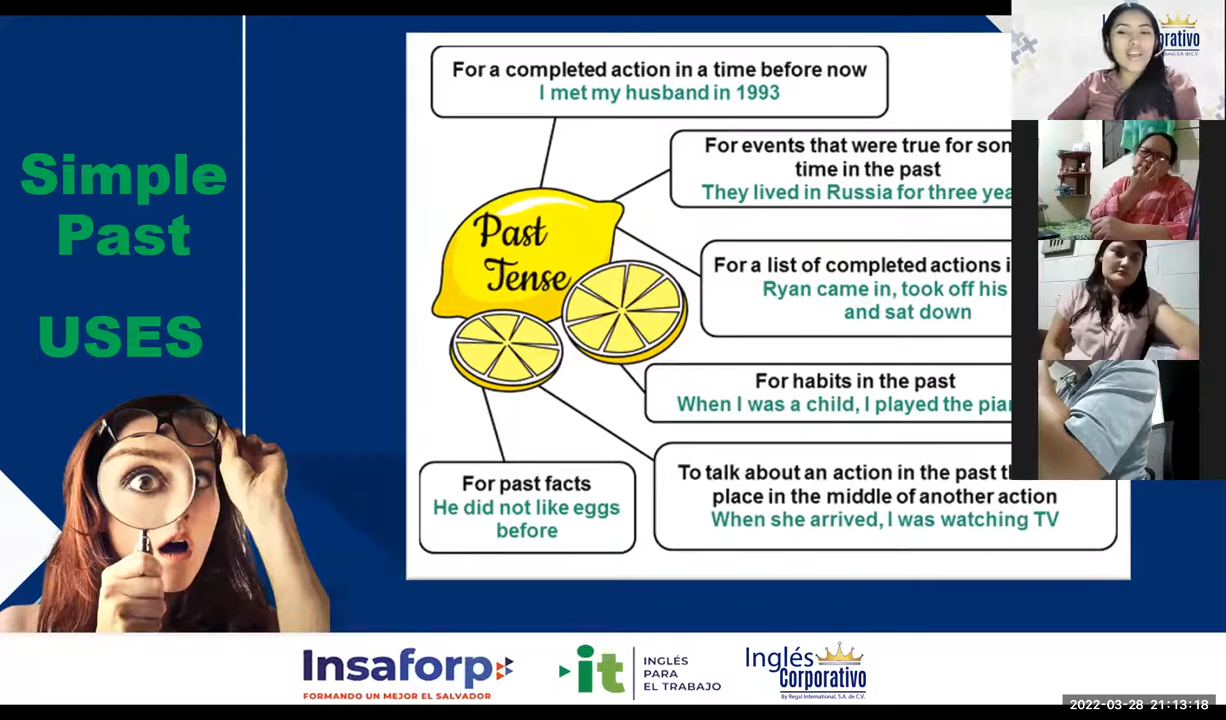 Simple
Past
USES
For a completed action in a time before now
I met my husband in 1993
For events that were true for
time in the past
They lived in Russia for three
For a list of completed actions
Ryan came in, took off his
and sat down
Past
Tense
For habits in the past
When I was a child, I played the
To talk about an action in the past
place in the middle of another action
When she arrived, I was watching TV
For past facts
He did not like eggs
before
Insaforp
FORMANDO UN MEJOR EL SALVADOR
it
INGLÉS
PARA
EL TRABAJO
Inglés
Corporativo
By Regal International, S.A. de C.V.
2022-03-28 21:13:18